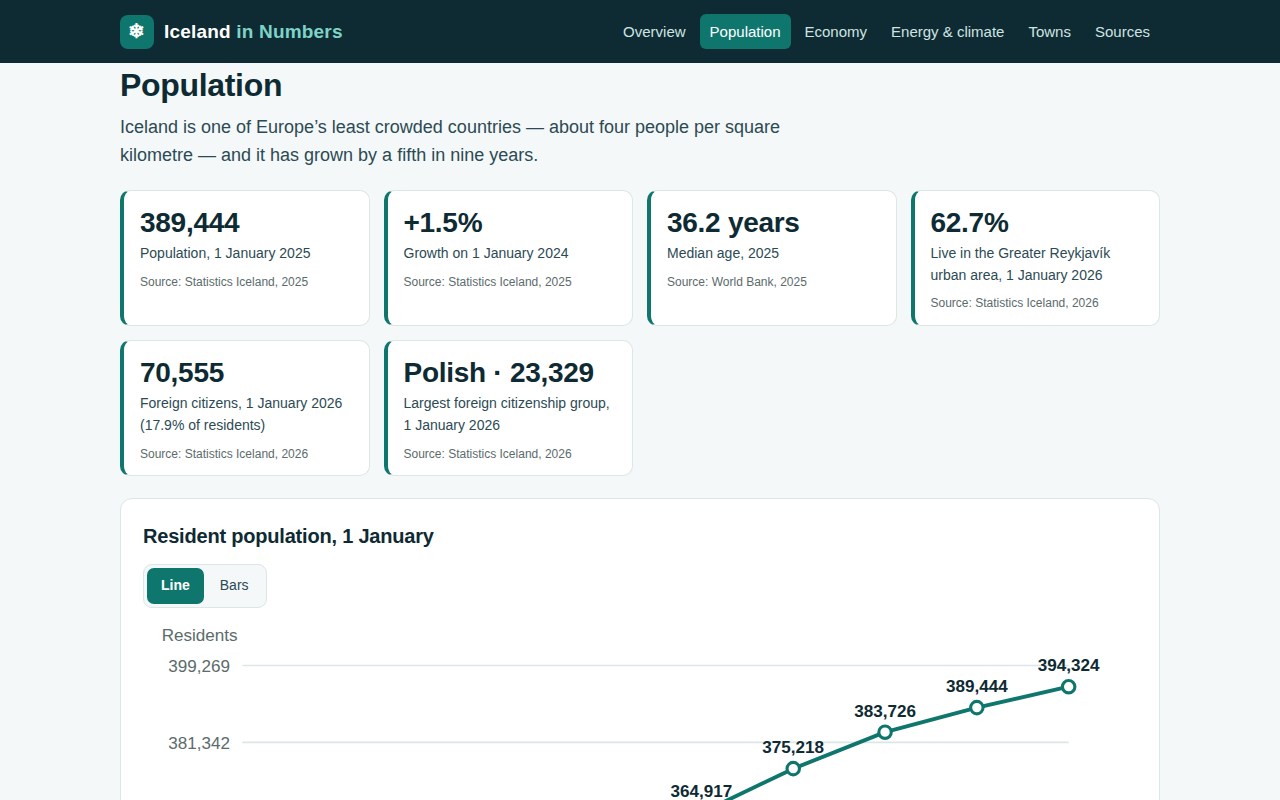 Iceland in Numbers
Overview
Population
Economy
Energy & climate
Towns
Sources
Population
Iceland is one of Europe’s least crowded countries — about four people per square
kilometre — and it has grown by a fifth in nine years.
389,444
Population, 1 January 2025
Source: Statistics Iceland, 2025
+1.5%
Growth on 1 January 2024
Source: Statistics Iceland, 2025
36.2 years
Median age, 2025
Source: World Bank, 2025
62.7%
Live in the Greater Reykjavík
urban area, 1 January 2026
Source: Statistics Iceland, 2026
70,555
Foreign citizens, 1 January 2026
(17.9% of residents)
Source: Statistics Iceland, 2026
Polish · 23,329
Largest foreign citizenship group,
1 January 2026
Source: Statistics Iceland, 2026
Resident population, 1 January
Line
Bars
Residents
399,269
394,324
389,444
383,726
381,342
375,218
364,917